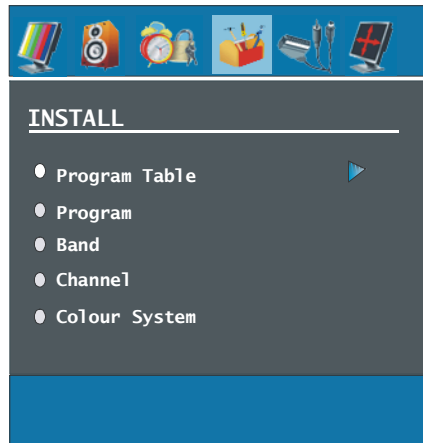 INSTALL
Program Table
Program
Band
Channel
Colour System